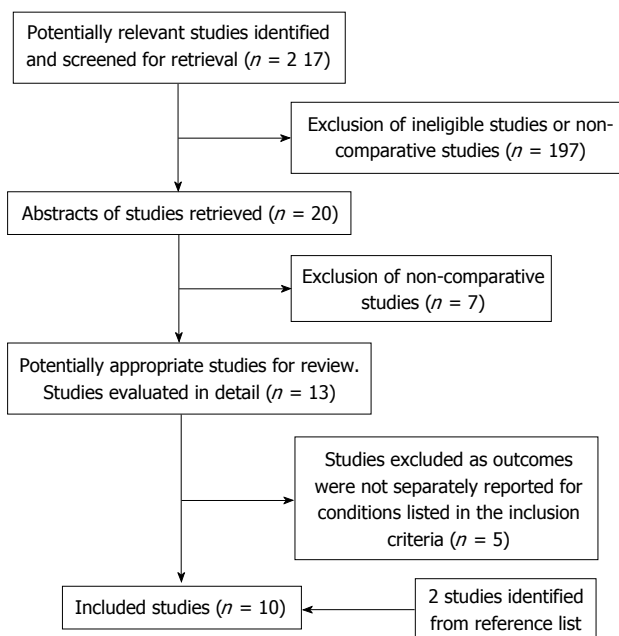 Potentially relevant studies identified
and screened for retrieval (n = 2 17)
Exclusion of ineligible studies or non-
comparative studies (n = 197)
Abstracts of studies retrieved (n = 20)
Exclusion of non-comparative
studies (n = 7)
Potentially appropriate studies for review.
Studies evaluated in detail (n = 13)
Studies excluded as outcomes
were not separately reported for
conditions listed in the inclusion
criteria (n = 5)
Included studies (n = 10)
2 studies identified
from reference list